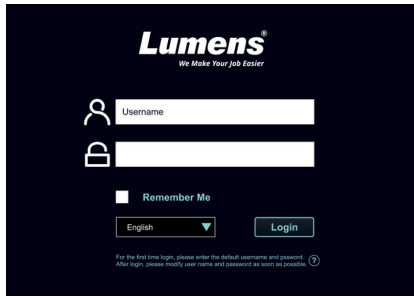 Lumens®
We Make Your Job Easier
Username
Remember Me
English
Login
For the first time login, please enter the default username and pssword.
After login, please modify user name and password as soon as possible. ?